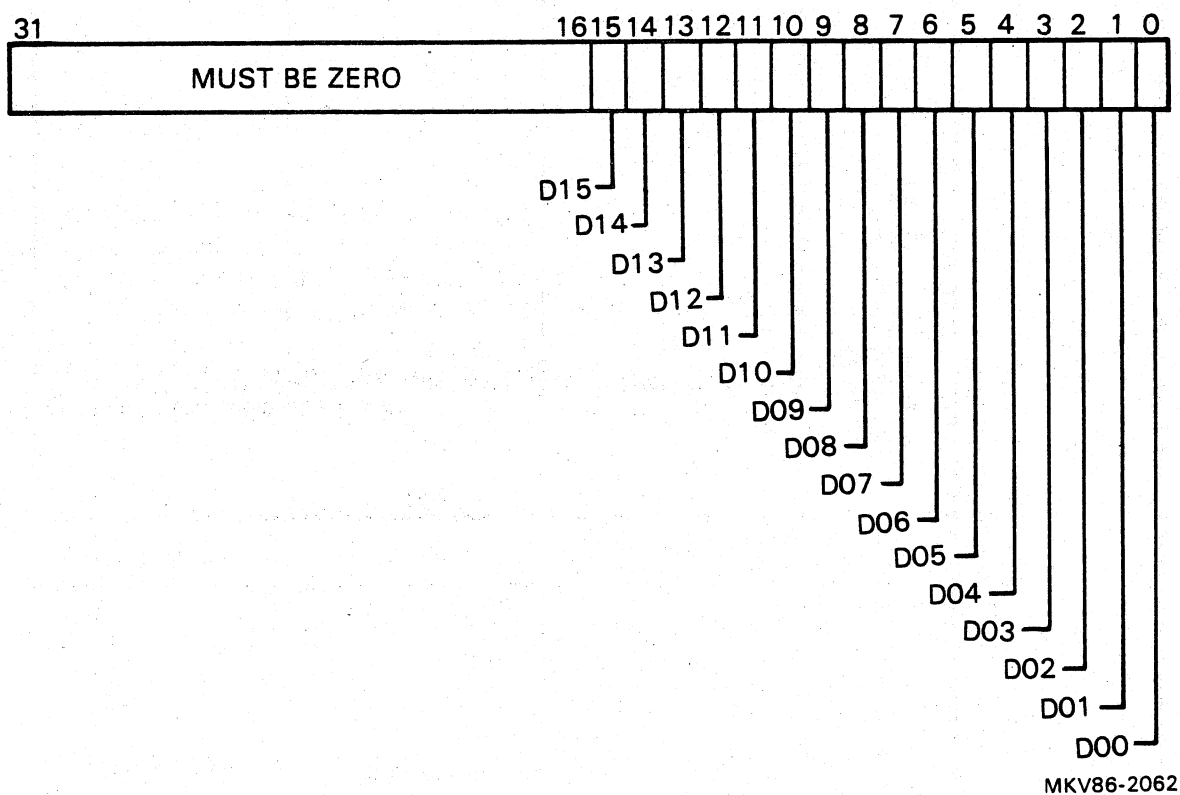 31 16 15 14 13 12 11 10 9 8 7 6 5 4 3 2 1 0
MUST BE ZERO
D15
D14
D13
D12
D11
D10
D09
D08
D07
D06
D05
D04
D03
D02
D01
D00
MKV86-2062